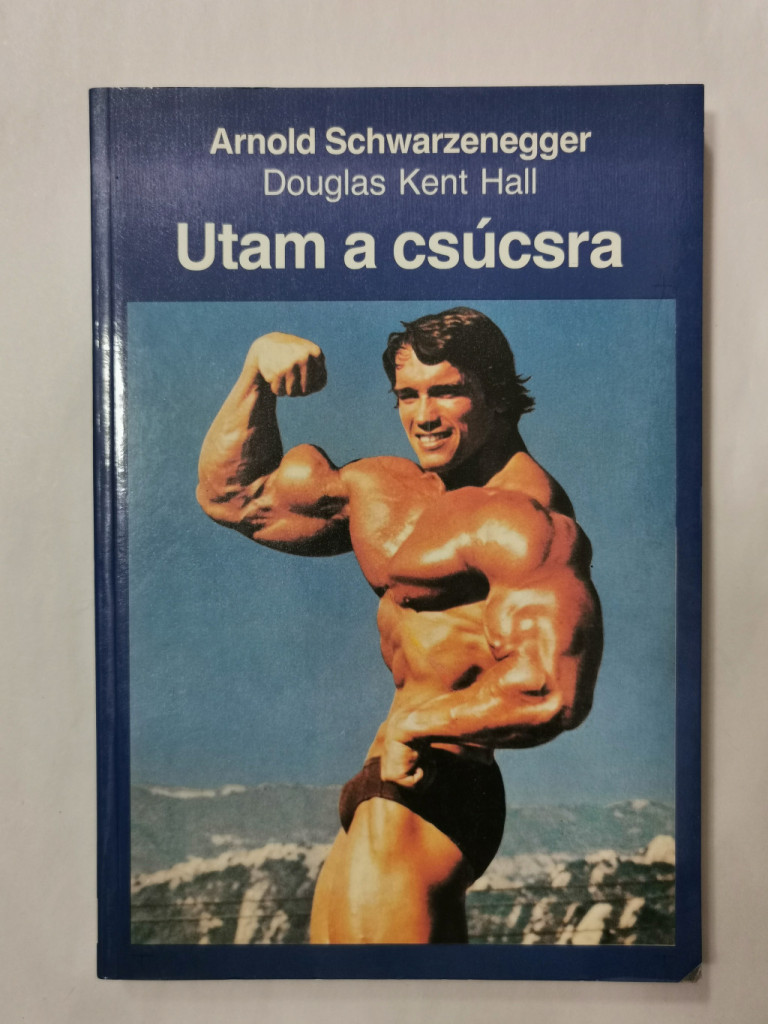 Arnold Schwarzenegger
Douglas Kent Hall
Utam a csúcsra